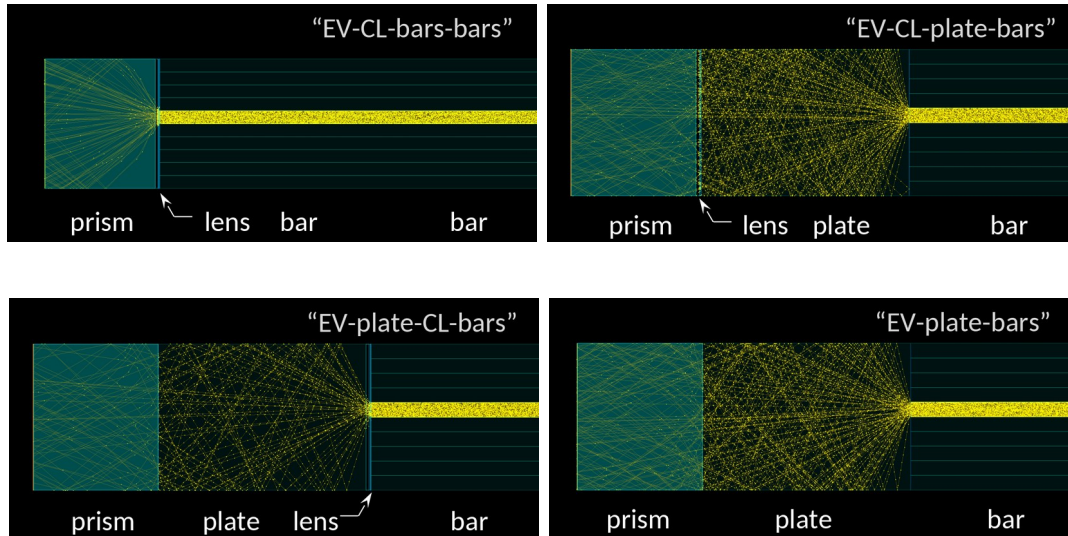 “EV-CL-bars-bars”
prism lens bar bar
“EV-CL-plate-bars”
prism lens plate bar
“EV-plate-CL-bars”
prism plate lens bar
“EV-plate-bars”
prism plate bar